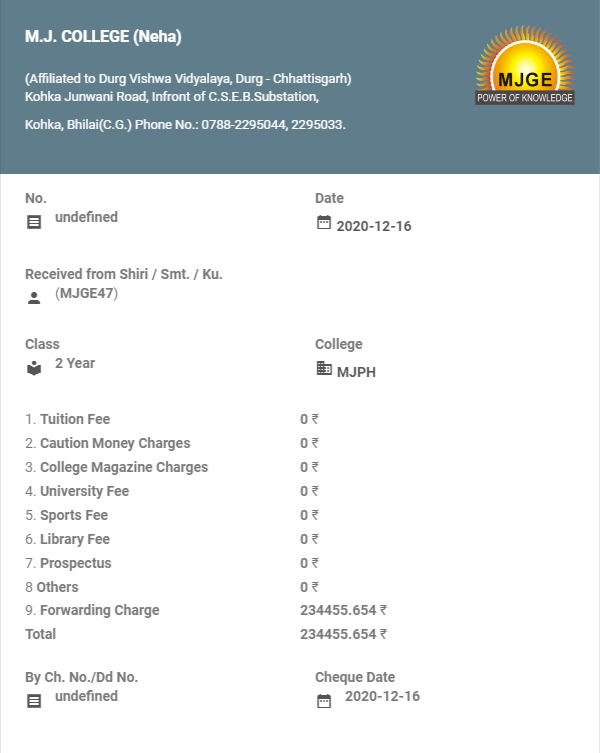 M.J. COLLEGE (Neha)
(Affiliated to Durg Vishwa Vidyalaya, Durg - Chhattisgarh)
Kohka Junwani Road, Infront of C.S.E.B.Substation,
Kohka, Bhilai(C.G.) Phone No.: 0788-2295044, 2295033.
MJGE
POWER OF KNOWLEDGE
No.
undefined
Date
2020-12-16
Received from Shiri / Smt. / Ku.
(MJGE47)
Class
2 Year
College
MJPH
1. Tuition Fee 0 ₹
2. Caution Money Charges 0 ₹
3. College Magazine Charges 0 ₹
4. University Fee 0 ₹
5. Sports Fee 0 ₹
6. Library Fee 0 ₹
7. Prospectus 0 ₹
8 Others 0 ₹
9. Forwarding Charge 234455.654 ₹
Total 234455.654 ₹
By Ch. No./Dd No.
undefined
Cheque Date
2020-12-16